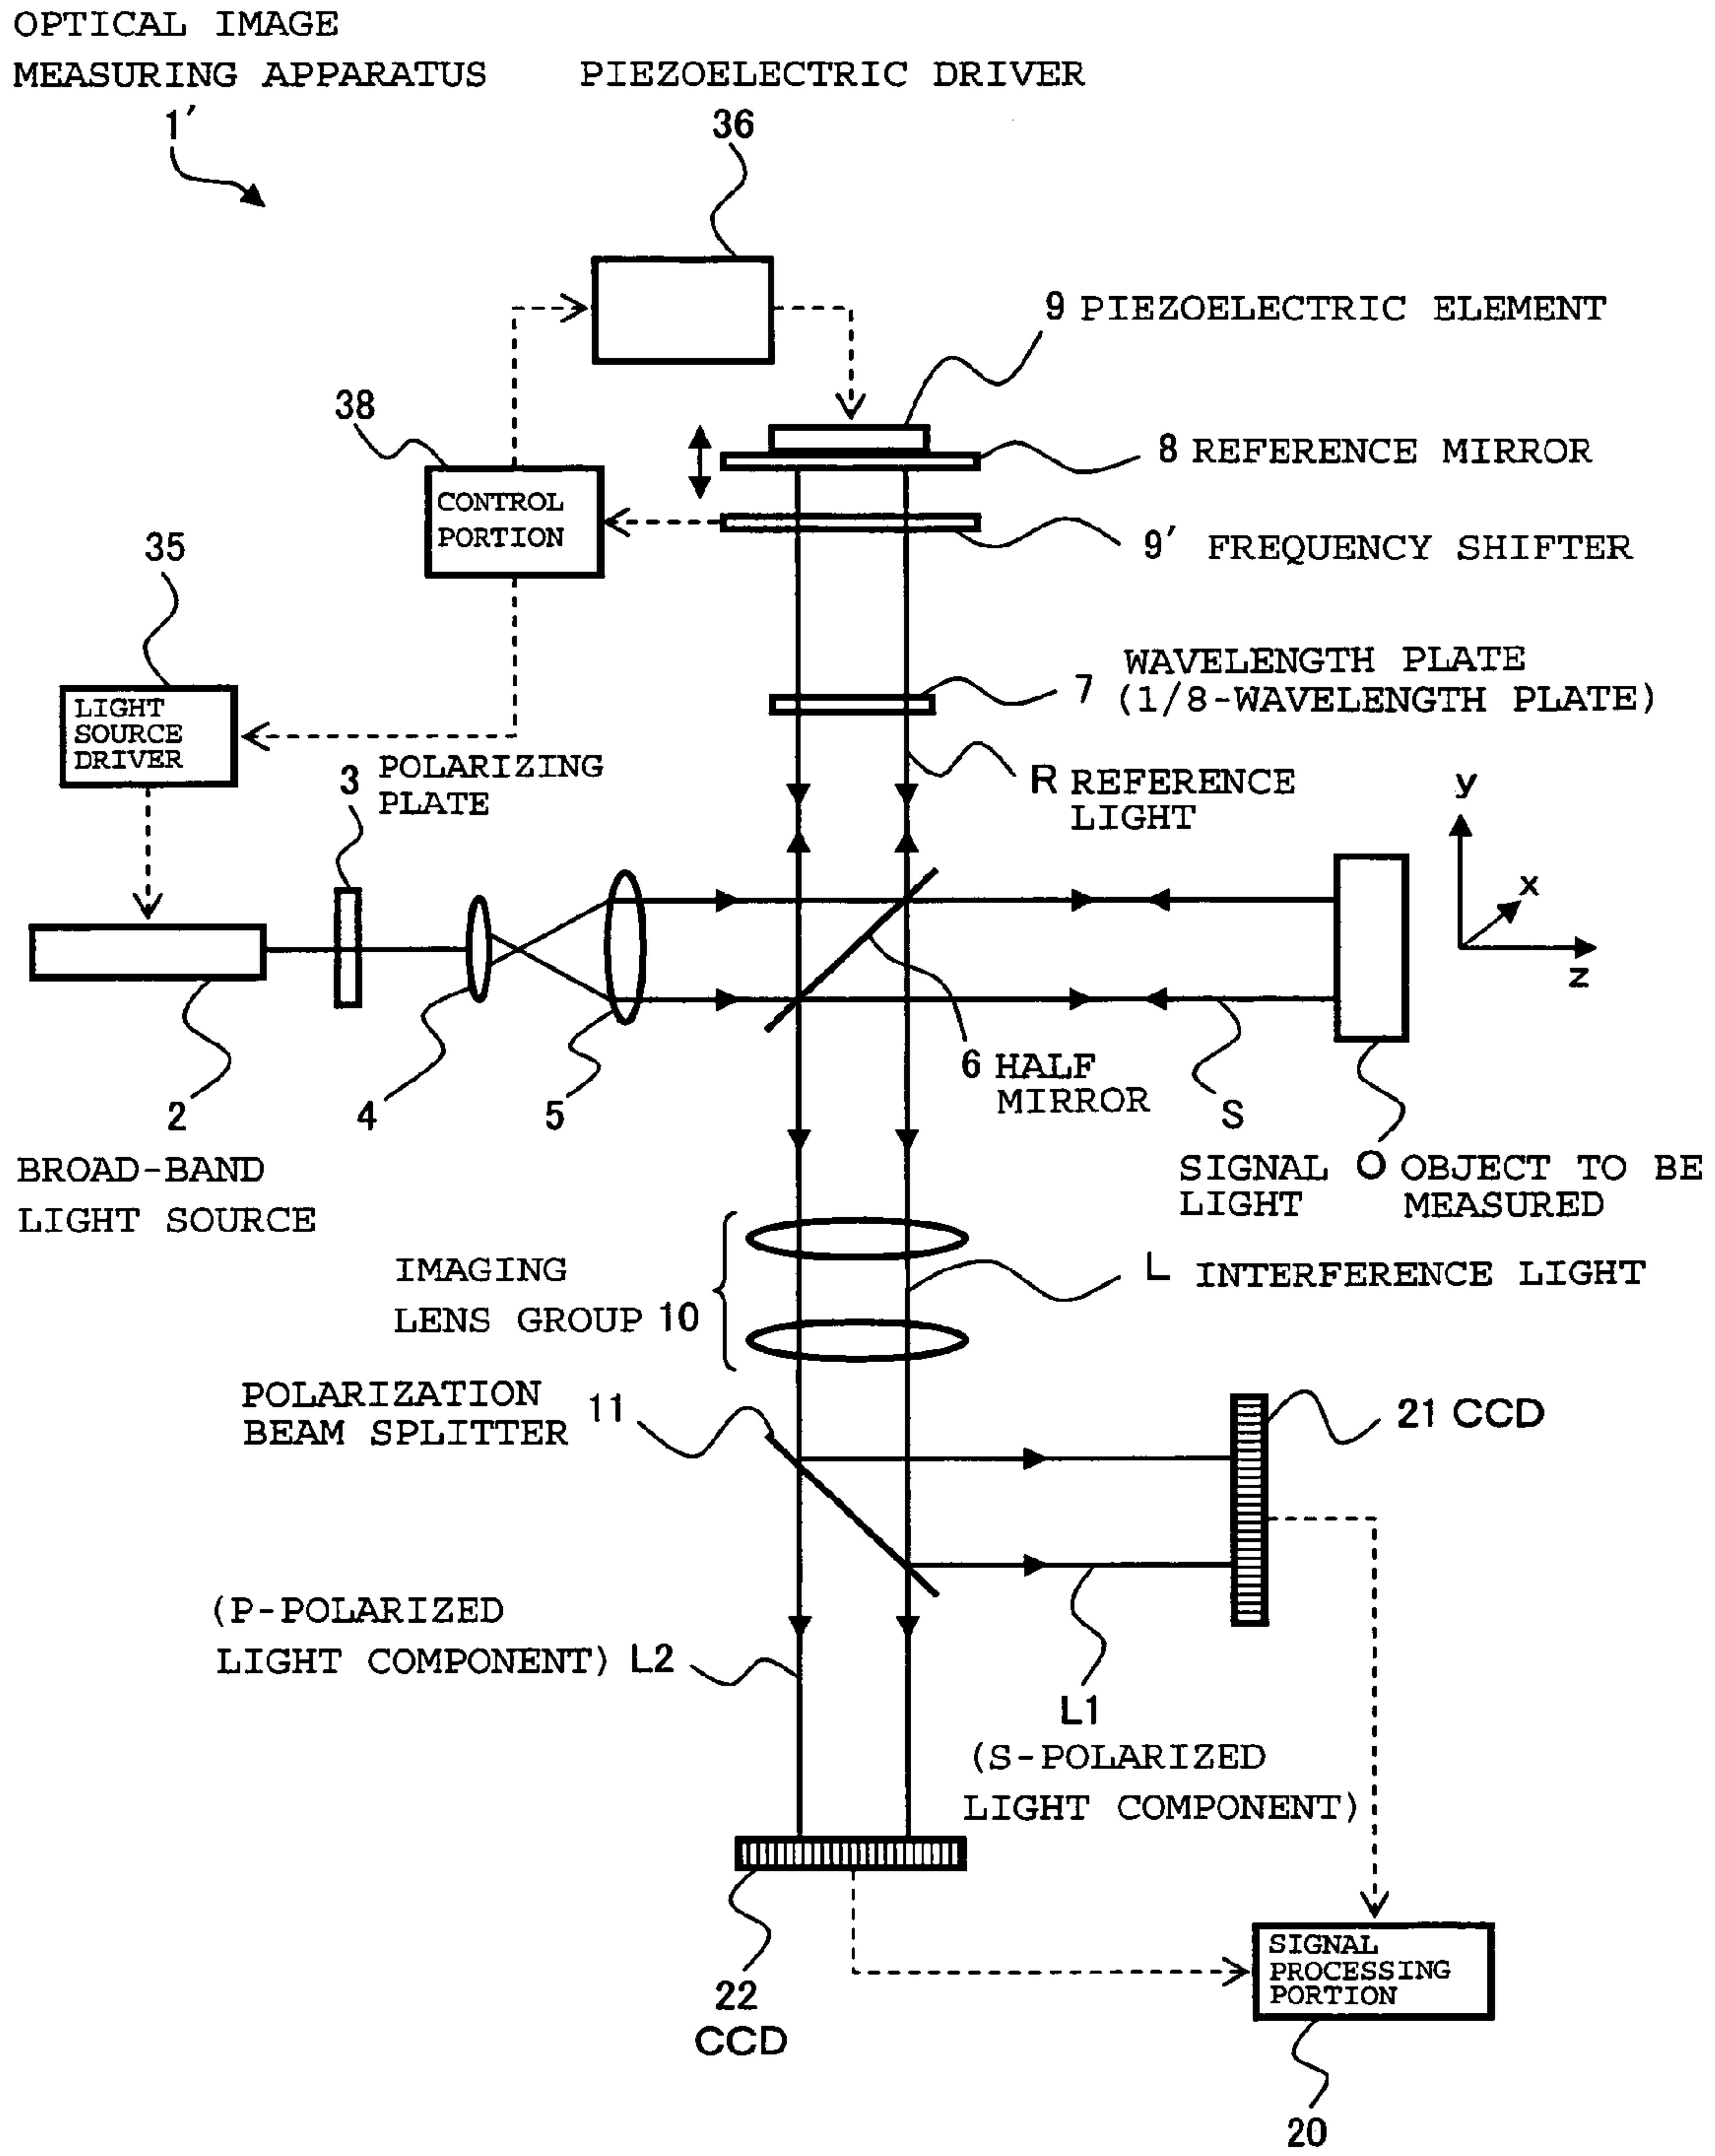 OPTICAL IMAGE
MEASURING APPARATUS
1′
PIEZOELECTRIC DRIVER
36
9 PIEZOELECTRIC ELEMENT
38
8 REFERENCE MIRROR
CONTROL
PORTION
9′ FREQUENCY SHIFTER
35
WAVELENGTH PLATE
7 (1/8-WAVELENGTH PLATE)
LIGHT
SOURCE
DRIVER
3 POLARIZING
PLATE
R REFERENCE
LIGHT
y
x
z
6 HALF
MIRROR
2
4
5
S
BROAD-BAND
LIGHT SOURCE
SIGNAL
LIGHT
O OBJECT TO BE
MEASURED
IMAGING
LENS GROUP 10
L INTERFERENCE LIGHT
POLARIZATION
BEAM SPLITTER
11
21 CCD
(P-POLARIZED
LIGHT COMPONENT) L2
L1
(S-POLARIZED
LIGHT COMPONENT)
22
CCD
SIGNAL
PROCESSING
PORTION
20